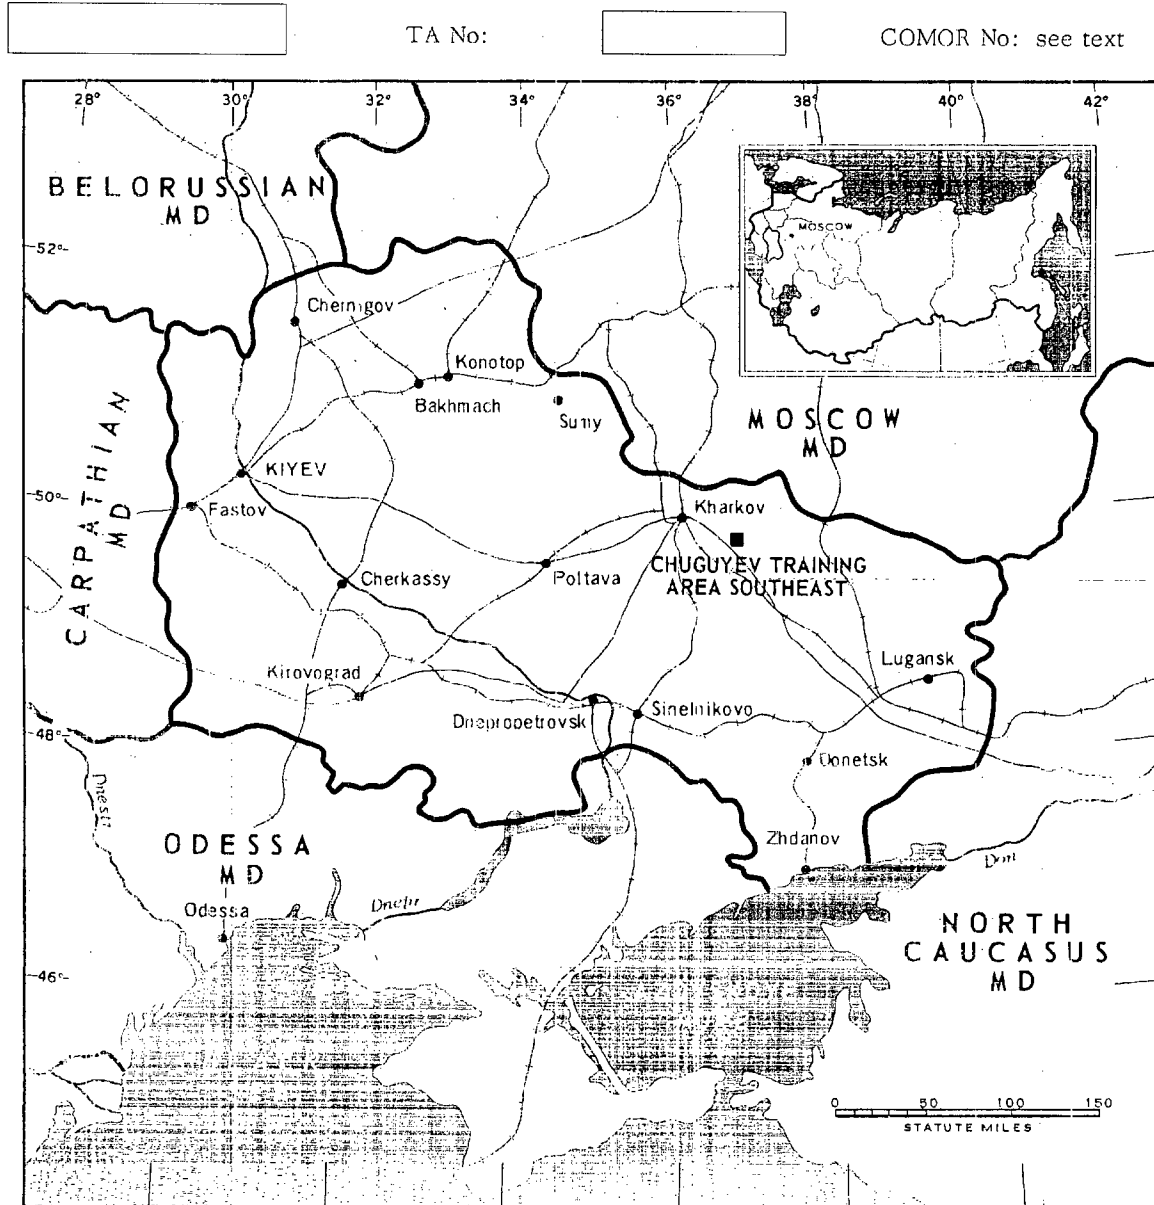 TA No:
COMOR No: see text
28° 30° 32° 34° 36° 38° 40° 42°
BELORUSSIAN
MD
52°
MOSCOW
Chernigov
Konotop
Bakhmach
Sumy
MOSCOW
MD
CARPATHIAN
MD
KIYEV
50°
Fastov
Kharkov
CHUGUYEV TRAINING
AREA SOUTHEAST
Cherkassy
Poltava
Kirovograd
Lugansk
Dnepropetrovsk
Sinelnikovo
48°
Donetsk
Dnestr
Zhdanov
ODESSA
MD
Don
Odessa
Dnepr
NORTH
CAUCASUS
MD
46°
0 50 100 150
STATUTE MILES